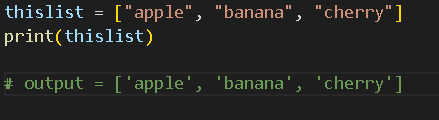 thislist = ["apple", "banana", "cherry"]
print(thislist)
# output = ['apple', 'banana', 'cherry']